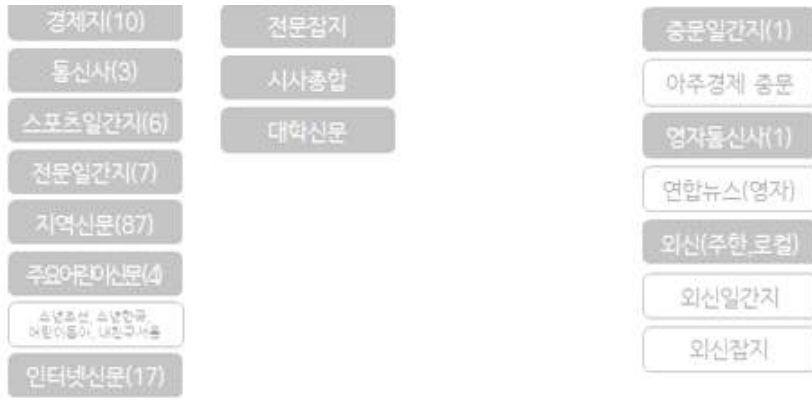 경제지(10)
통신사(3)
스포츠일간지(6)
전문일간지(7)
지역신문(87)
주요어린이신문(4)
소년조선, 소년한국,
어린이동아, 내친구서울
인터넷신문(17)
전문잡지
시사종합
대학신문
중문일간지(1)
아주경제 중문
영자통신사(1)
연합뉴스(영자)
외신(주한,로컬)
외신일간지
외신잡지